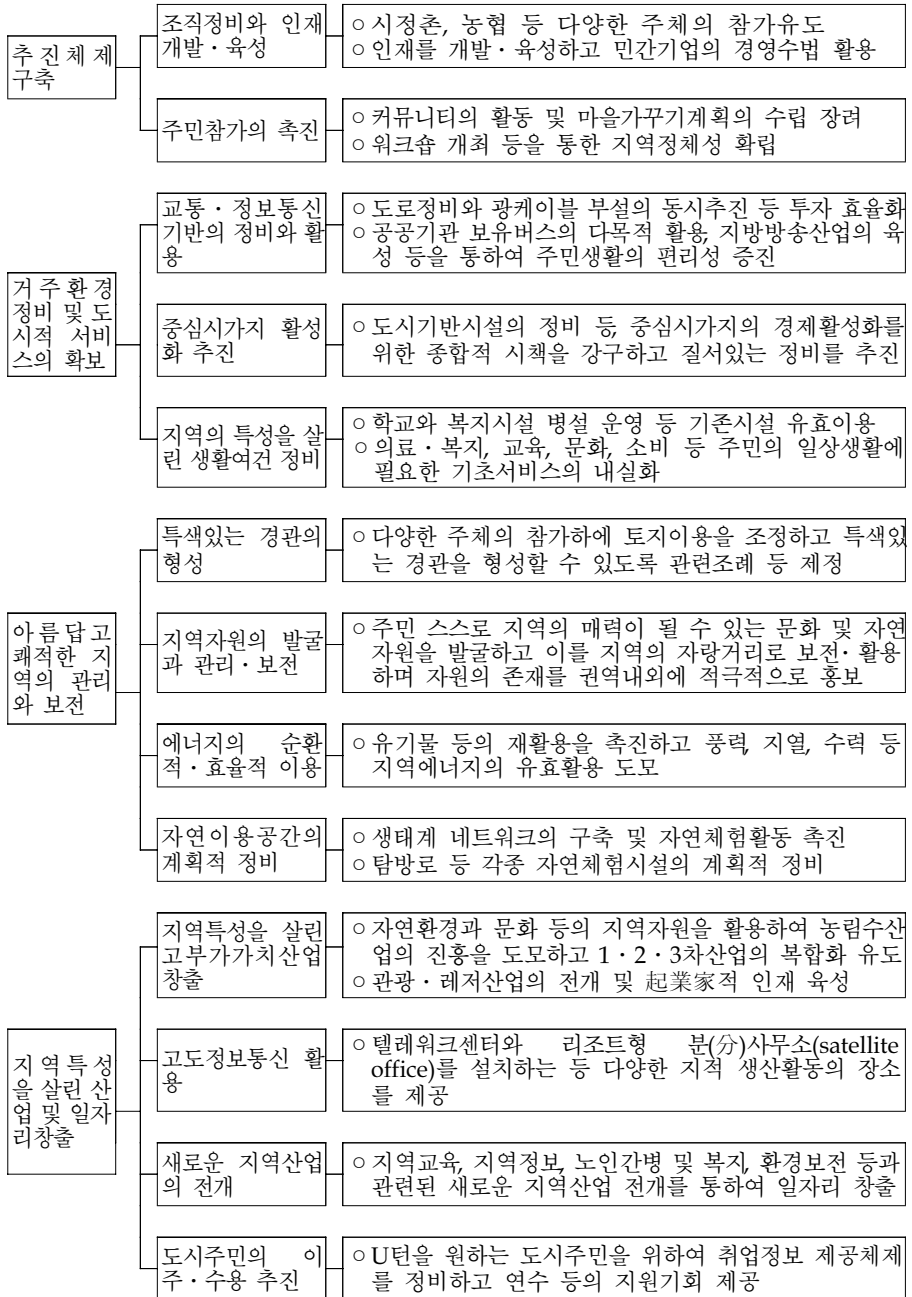 추진체제
구축
조직정비와 인재
개발·육성
○시정촌, 농협 등 다양한 주체의 참가유도
○인재를 개발·육성하고 민간기업의 경영수법 활용
주민참가의 촉진
○커뮤니티의 활동 및 마을가꾸기계획의 수립 장려
○워크숍 개최 등을 통한 지역정체성 확립
거주환경
정비 및 도
시적 서비
스의 확보
교통·정보통신
기반의 정비와 활
용
○도로정비와 광케이블 부설의 동시추진 등 투자 효율화
○공공기관 보유버스의 다목적 활용, 지방방송산업의 육
성 등을 통하여 주민생활의 편리성 증진
중심시가지 활성
화 추진
○도시기반시설의 정비 등, 중심시가지의 경제활성화를
위한 종합적 시책을 강구하고 질서있는 정비를 추진
지역의 특성을 살
린 생활여건 정비
○학교와 복지시설 병설 운영 등 기존시설 유효이용
○의료·복지, 교육, 문화, 소비 등 주민의 일상생활에
필요한 기초서비스의 내실화
아름답고
쾌적한 지
역의 관리
와 보전
특색있는 경관의
형성
○다양한 주체의 참가하에 토지이용을 조정하고 특색있
는 경관을 형성할 수 있도록 관련조례 등 제정
지역자원의 발굴
과 관리·보전
○주민 스스로 지역의 매력이 될 수 있는 문화 및 자연
자원을 발굴하고 이를 지역의 자랑거리로 보전·활용
하며 자원의 존재를 권역내외에 적극적으로 홍보
에너지의 순환
적·효율적 이용
○유기물 등의 재활용을 촉진하고 풍력, 지열, 수력 등
지역에너지의 유효활용 도모
자연이용공간의
계획적 정비
○생태계 네트워크의 구축 및 자연체험활동 촉진
○탐방로 등 각종 자연체험시설의 계획적 정비
지역특성
을 살린 산
업 및 일자
리창출
지역특성을 살린
고부가가치산업
창출
○자연환경과 문화 등의 지역자원을 활용하여 농림수산
업의 진흥을 도모하고 1·2·3차산업의 복합화 유도
○관광·레저산업의 전개 및 起業家적 인재 육성
고도정보통신 활
용
○텔레워크센터와 리조트형 분(分)사무소(satellite
office)를 설치하는 등 다양한 지적 생산활동의 장소
를 제공
새로운 지역산업
의 전개
○지역교육, 지역정보, 노인간병 및 복지, 환경보전 등과
관련된 새로운 지역산업 전개를 통하여 일자리 창출
도시주민의 이
주·수용 추진
○U턴을 원하는 도시주민을 위하여 취업정보 제공체제
를 정비하고 연수 등의 지원기회 제공